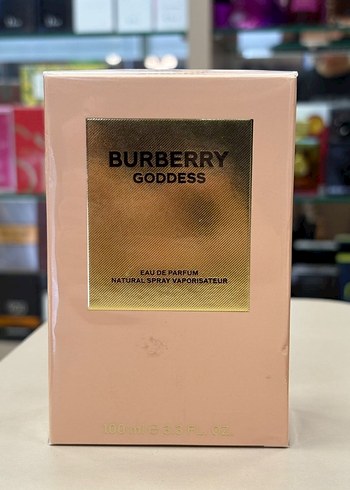 BURBERRY
GODDESS
EAU DE PARFUM
NATURAL SPRAY VAPORISATEUR